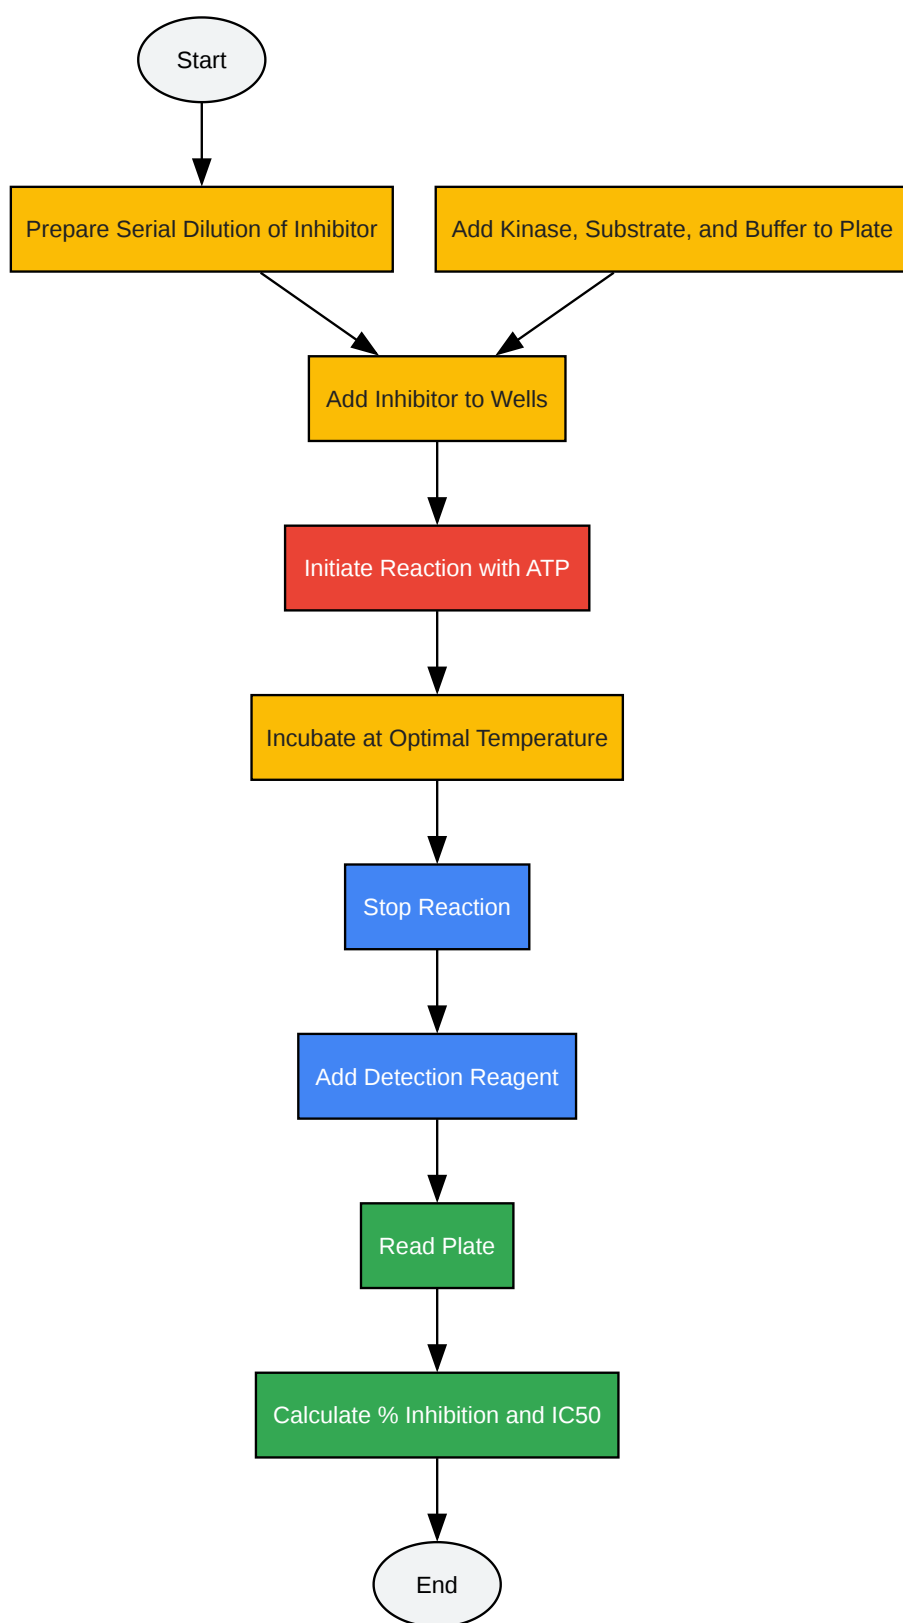 Start
Prepare Serial Dilution of Inhibitor
Add Kinase, Substrate, and Buffer to Plate
Add Inhibitor to Wells
Initiate Reaction with ATP
Incubate at Optimal Temperature
Stop Reaction
Add Detection Reagent
Read Plate
Calculate % Inhibition and IC50
End